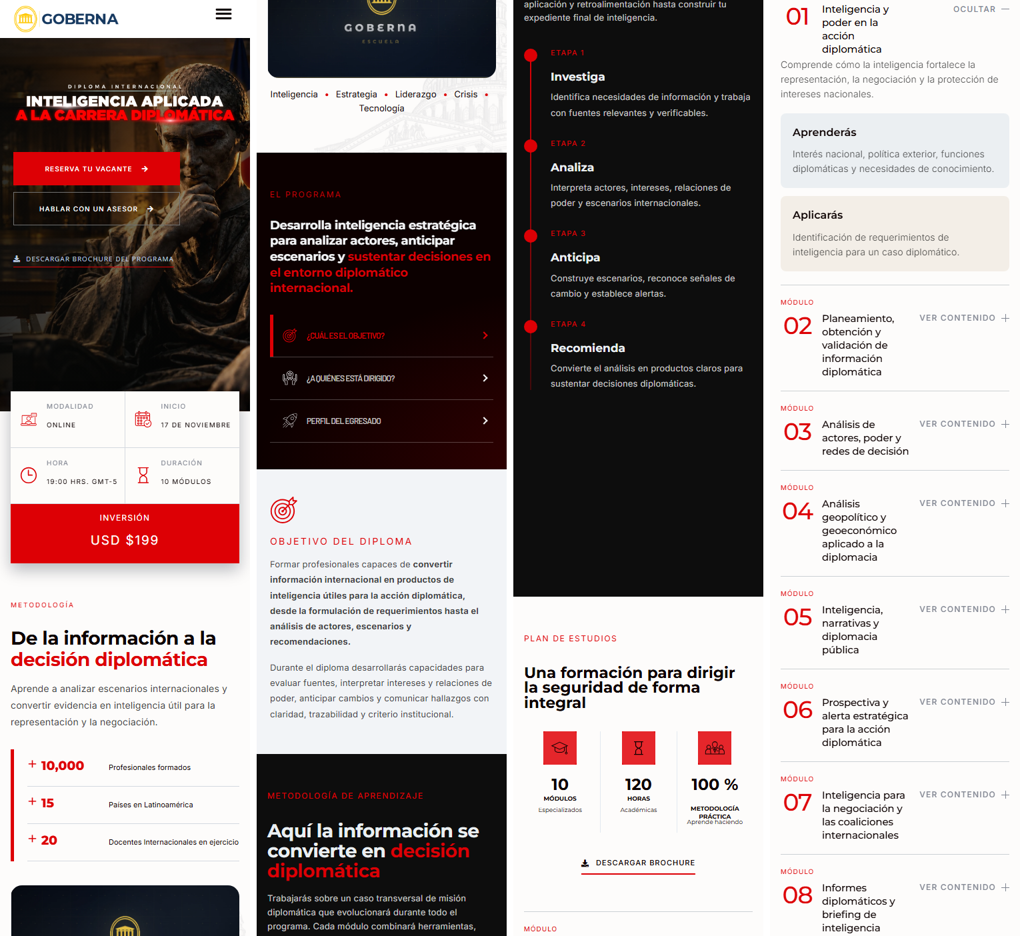 GOBERNA
DIPLOMA INTERNACIONAL
INTELIGENCIA APLICADA
A LA CARRERA DIPLOMÁTICA
RESERVA TU VACANTE
HABLAR CON UN ASESOR
DESCARGAR BROCHURE DEL PROGRAMA
MODALIDAD
ONLINE
INICIO
17 DE NOVIEMBRE
HORA
19:00 HRS. GMT-5
DURACIÓN
10 MÓDULOS
INVERSIÓN
USD $199
METODOLOGÍA
De la información a la
decisión diplomática
Aprende a analizar escenarios internacionales y
convertir evidencia en inteligencia útil para la
representación y la negociación.
+ 10,000 Profesionales formados
+ 15 Países en Latinoamérica
+ 20 Docentes Internacionales en ejercicio
GOBERNA
ESCUELA
Inteligencia • Estrategia • Liderazgo • Crisis •
Tecnología
EL PROGRAMA
Desarrolla inteligencia estratégica
para analizar actores, anticipar
escenarios y sustentar decisiones en
el entorno diplomático
internacional.
¿CUÁL ES EL OBJETIVO?
¿A QUIÉNES ESTÁ DIRIGIDO?
PERFIL DEL EGRESADO
OBJETIVO DEL DIPLOMA
Formar profesionales capaces de convertir
información internacional en productos de
inteligencia útiles para la acción diplomática,
desde la formulación de requerimientos hasta el
análisis de actores, escenarios y
recomendaciones.
Durante el diploma desarrollarás capacidades para
evaluar fuentes, interpretar intereses y relaciones de
poder, anticipar cambios y comunicar hallazgos con
claridad, trazabilidad y criterio institucional.
METODOLOGÍA DE APRENDIZAJE
Aquí la información se
convierte en decisión
diplomática
Trabajarás sobre un caso transversal de misión
diplomática que evolucionará durante todo el
programa. Cada módulo combinará herramientas,
aplicación y retroalimentación hasta construir tu
expediente final de inteligencia.
ETAPA 1
Investiga
Identifica necesidades de información y trabaja
con fuentes relevantes y verificables.
ETAPA 2
Analiza
Interpreta actores, intereses, relaciones de
poder y escenarios internacionales.
ETAPA 3
Anticipa
Construye escenarios, reconoce señales de
cambio y establece alertas.
ETAPA 4
Recomienda
Convierte el análisis en productos claros para
sustentar decisiones diplomáticas.
PLAN DE ESTUDIOS
Una formación para dirigir
la seguridad de forma
integral
10
MÓDULOS
Especializados
120
HORAS
Académicas
100 %
METODOLOGÍA
PRÁCTICA
Aprende haciendo
DESCARGAR BROCHURE
MÓDULO
01
Inteligencia y
poder en la
acción
diplomática
OCULTAR
Comprende cómo la inteligencia fortalece la
representación, la negociación y la protección de
intereses nacionales.
Aprenderás
Interés nacional, política exterior, funciones
diplomáticas y necesidades de conocimiento.
Aplicarás
Identificación de requerimientos de
inteligencia para un caso diplomático.
MÓDULO
02
Planeamiento,
obtención y
validación de
información
diplomática
VER CONTENIDO
MÓDULO
03
Análisis de
actores, poder y
redes de decisión
VER CONTENIDO
MÓDULO
04
Análisis
geopolítico y
geoeconómico
aplicado a la
diplomacia
VER CONTENIDO
MÓDULO
05
Inteligencia,
narrativas y
diplomacia
pública
VER CONTENIDO
MÓDULO
06
Prospectiva y
alerta estratégica
para la acción
diplomática
VER CONTENIDO
MÓDULO
07
Inteligencia para
la negociación y
las coaliciones
internacionales
VER CONTENIDO
MÓDULO
08
Informes
diplomáticos y
briefing de
inteligencia
VER CONTENIDO